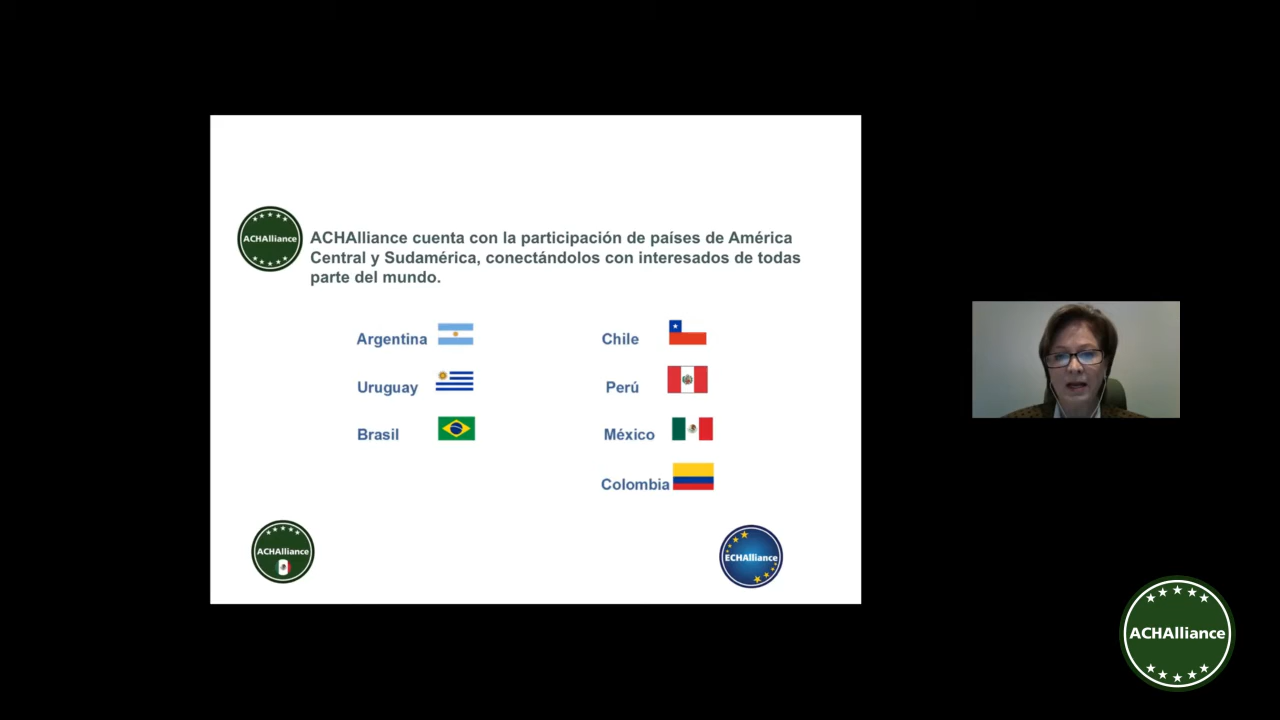 ACHAlliance
ACHAlliance cuenta con la participación de países de América
Central y Sudamérica, conectándolos con interesados de todas
parte del mundo.
Argentina
Chile
Uruguay
Perú
Brasil
México
Colombia
ACHAlliance
ECHAlliance
ACHAlliance